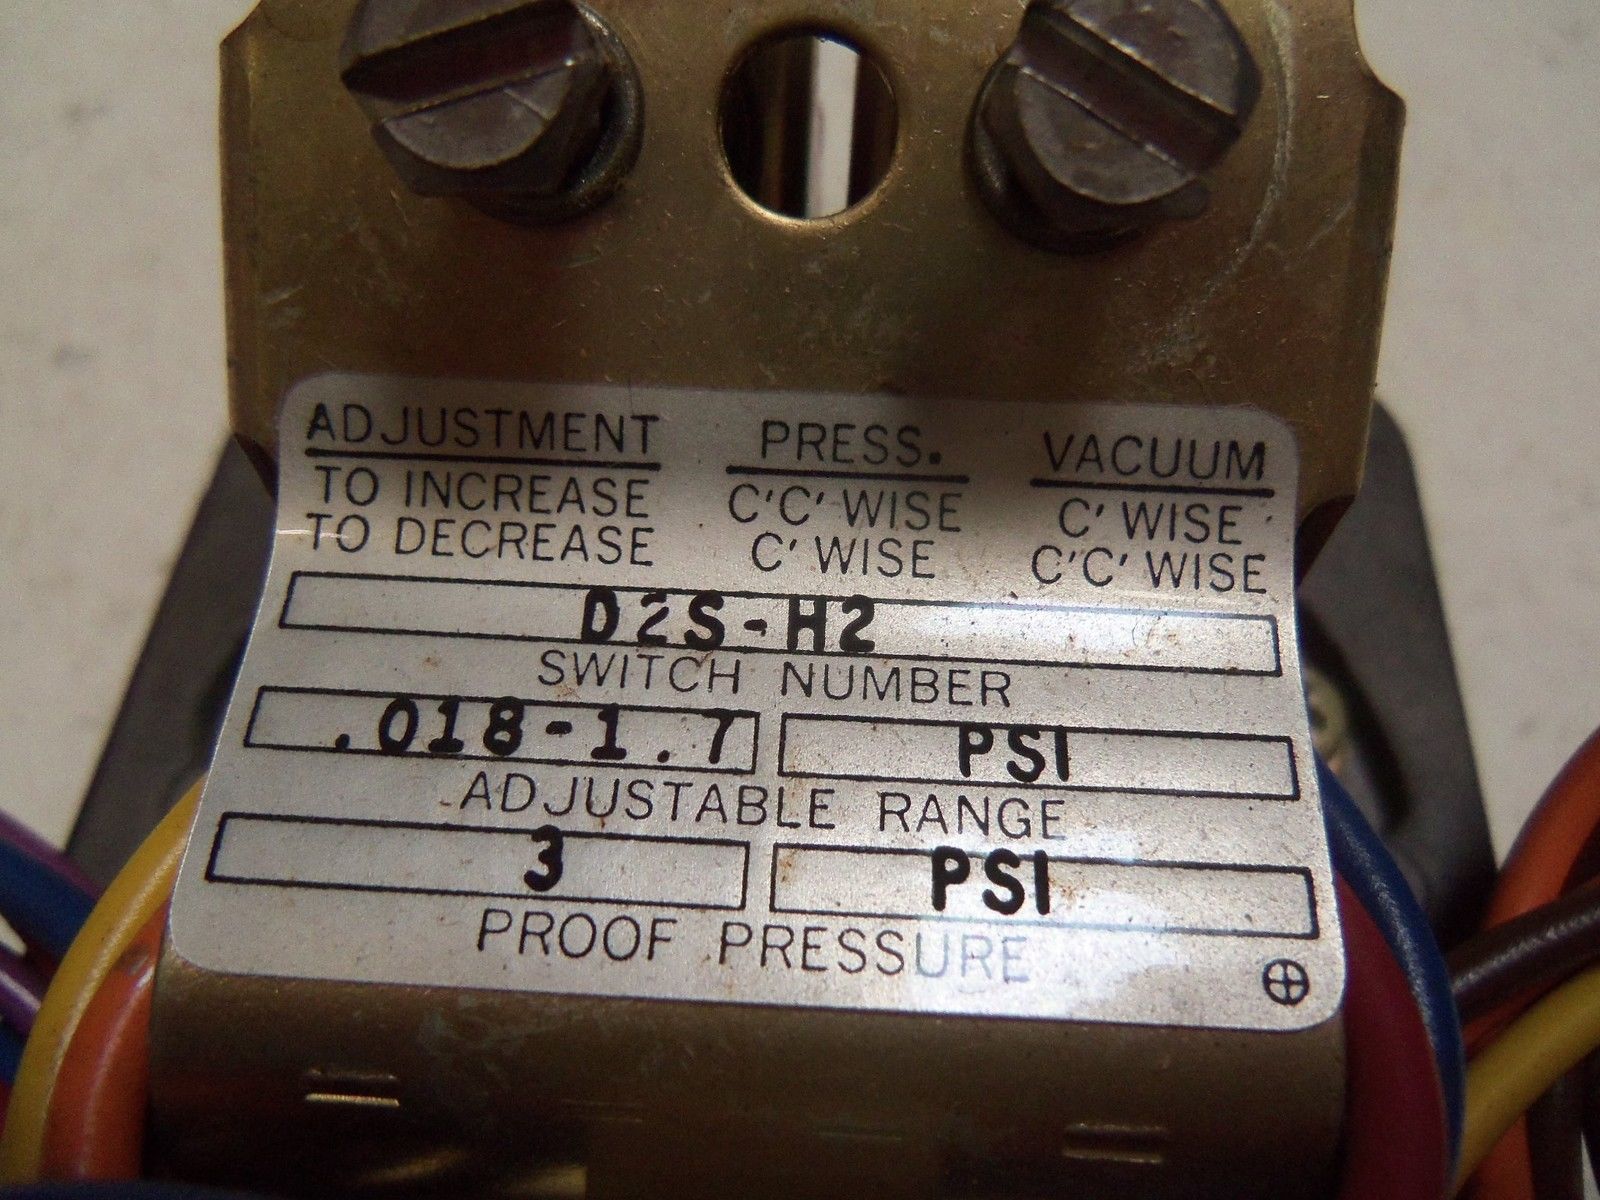 ADJUSTMENT PRESS. VACUUM
TO INCREASE C'C'WISE C'WISE
TO DECREASE C'WISE C'C'WISE
D2S-H2
SWITCH NUMBER
.018-1.7 PSI
ADJUSTABLE RANGE
3 PSI
PROOF PRESSURE